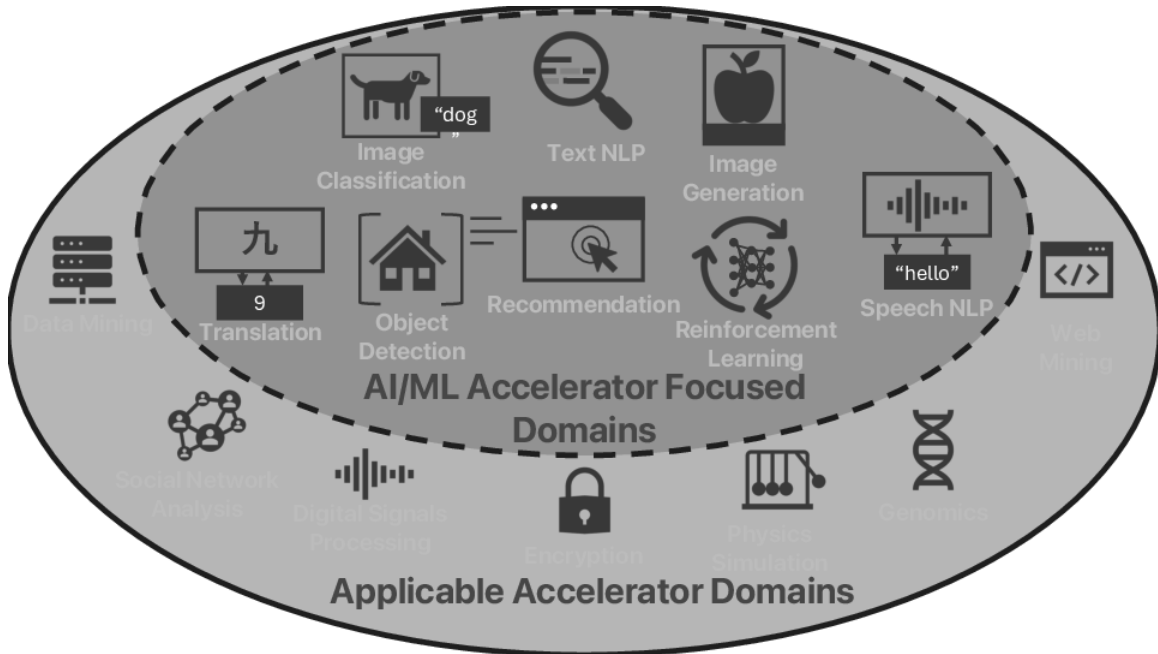 “dog
”
Image
Classification
Text NLP
Image
Generation
九
9
Translation
Object
Detection
Recommendation
Reinforcement
Learning
“hello”
Speech NLP
AI/ML Accelerator Focused
Domains
Data Mining
</>
Web
Mining
Social Network
Analysis
Digital Signals
Processing
Encryption
Physics
Simulation
Genomics
Applicable Accelerator Domains